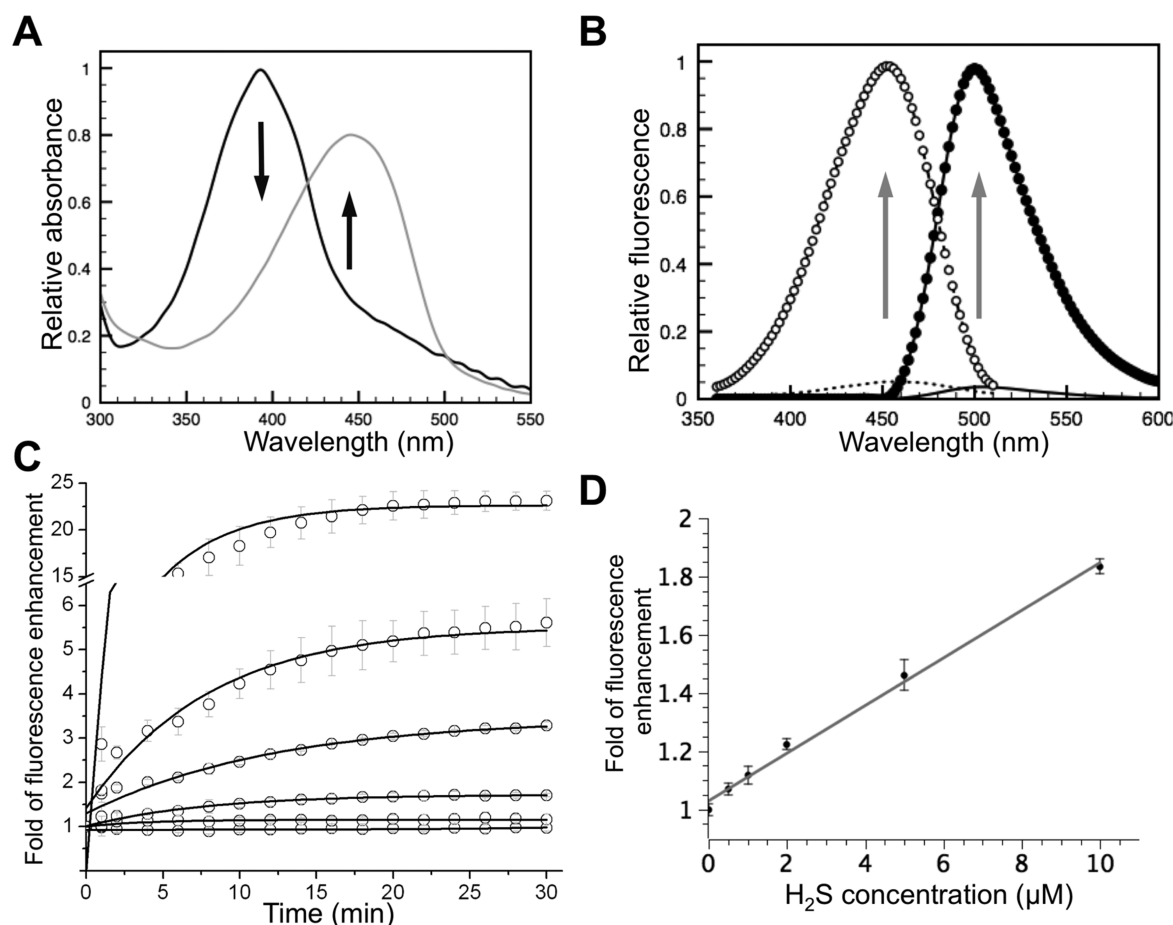 A
1
0.8
0.6
0.4
0.2
0
Relative absorbance
300 350 400 450 500 550
Wavelength (nm)
B
1
0.8
0.6
0.4
0.2
0
Relative fluorescence
350 400 450 500 550 600
Wavelength (nm)
C
25
20
15
6
5
4
3
2
1
Fold of fluorescence enhancement
0 5 10 15 20 25 30
Time (min)
D
2
1.8
1.6
1.4
1.2
1
Fold of fluorescence
enhancement
0 2 4 6 8 10
H₂S concentration (µM)